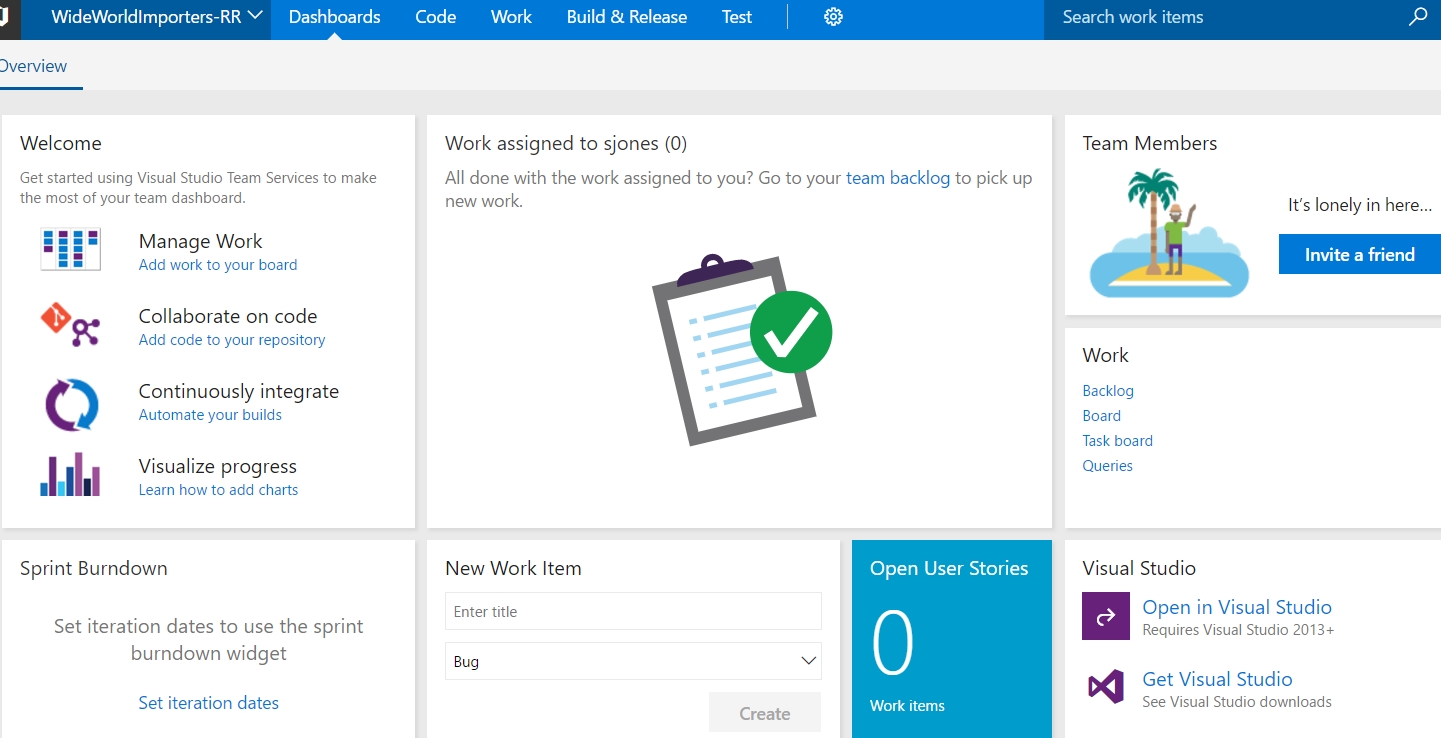 WideWorldImporters-RR
Dashboards
Code
Work
Build & Release
Test
Search work items
Overview
Welcome
Get started using Visual Studio Team Services to make
the most of your team dashboard.
Manage Work
Add work to your board
Collaborate on code
Add code to your repository
Continuously integrate
Automate your builds
Visualize progress
Learn how to add charts
Work assigned to sjones (0)
All done with the work assigned to you? Go to your team backlog to pick up
new work.
Team Members
It's lonely in here...
Invite a friend
Work
Backlog
Board
Task board
Queries
Sprint Burndown
Set iteration dates to use the sprint
burndown widget
Set iteration dates
New Work Item
Enter title
Bug
Create
Open User Stories
0
Work items
Visual Studio
Open in Visual Studio
Requires Visual Studio 2013+
Get Visual Studio
See Visual Studio downloads